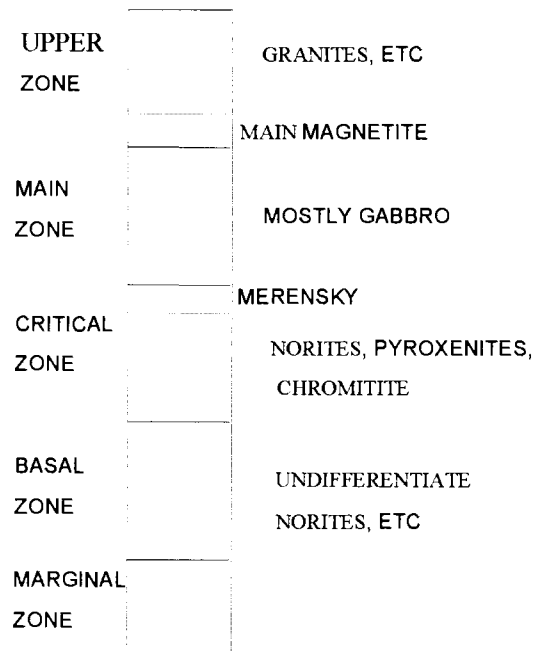 UPPER
ZONE
GRANITES, ETC
MAIN MAGNETITE
MAIN
ZONE
MOSTLY GABBRO
MERENSKY
CRITICAL
ZONE
NORITES, PYROXENITES,
CHROMITITE
BASAL
ZONE
UNDIFFERENTIATE
NORITES, ETC
MARGINAL
ZONE